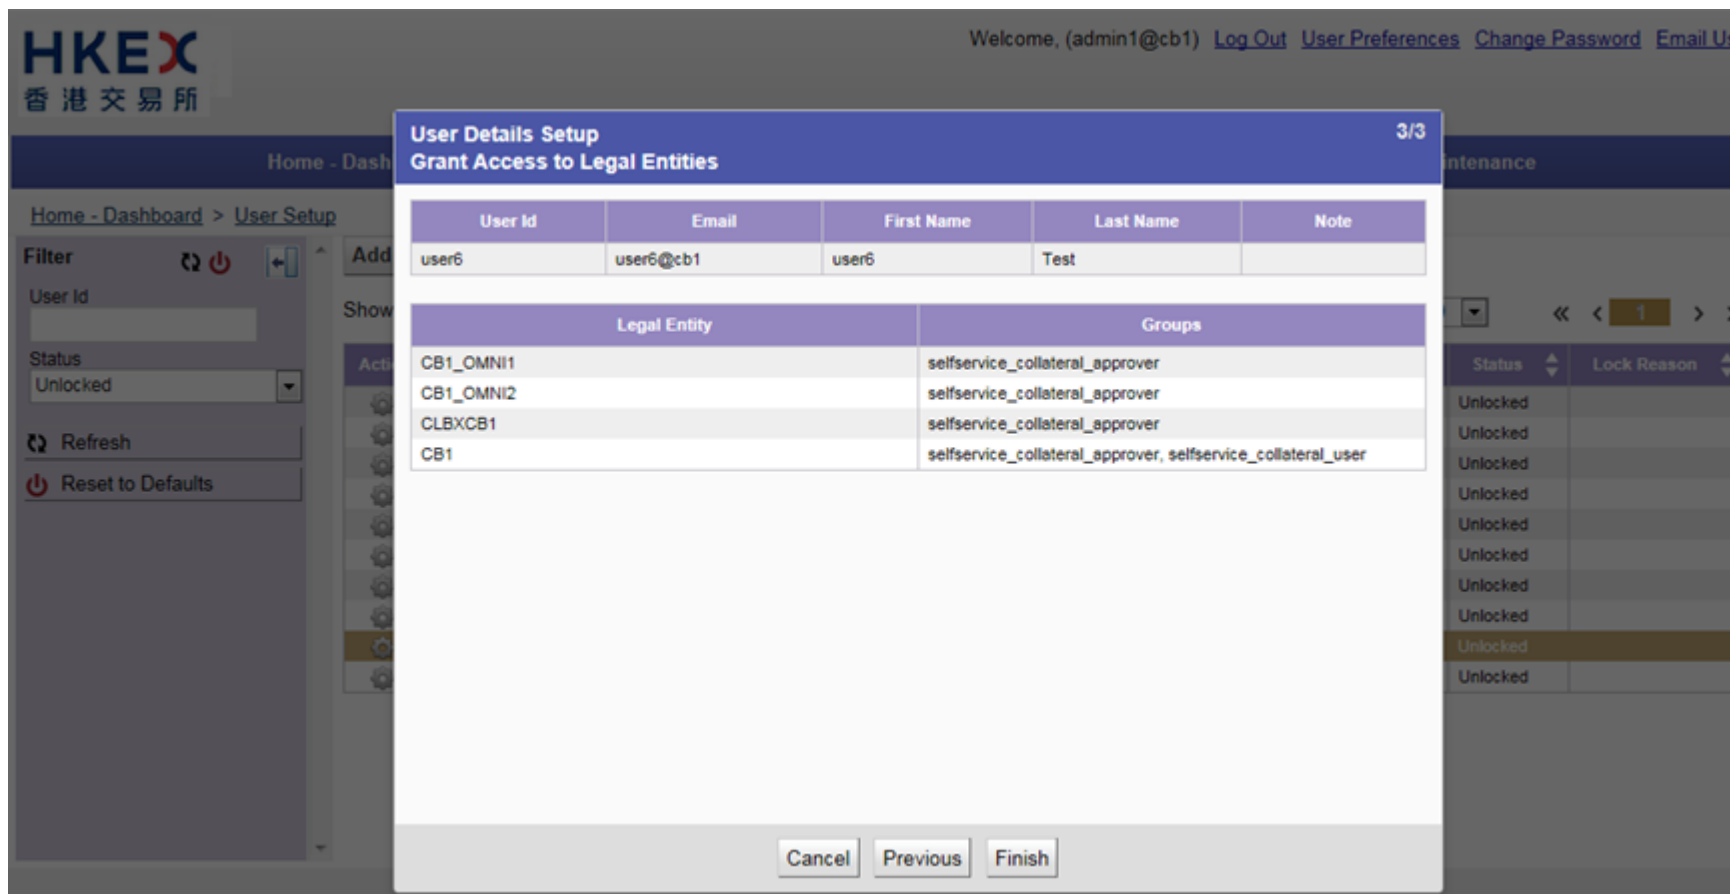 HKEX
香港交易所
Welcome, (admin1@cb1) Log Out User Preferences Change Password Email
Home - Dash
Home - Dashboard > User Setup
Filter
User Id
Status
Unlocked
Refresh
Reset to Defaults
Add
Show
User Details Setup 3/3
Grant Access to Legal Entities
User Id Email First Name Last Name Note
user6 user6@cb1 user6 Test
Legal Entity Groups
CB1_OMNI1 selfservice_collateral_approver
CB1_OMNI2 selfservice_collateral_approver
CLBXCB1 selfservice_collateral_approver
CB1 selfservice_collateral_approver, selfservice_collateral_user
Cancel Previous Finish
intenance
« < 1 >
Status Lock Reason
Unlocked
Unlocked
Unlocked
Unlocked
Unlocked
Unlocked
Unlocked
Unlocked
Unlocked
Unlocked